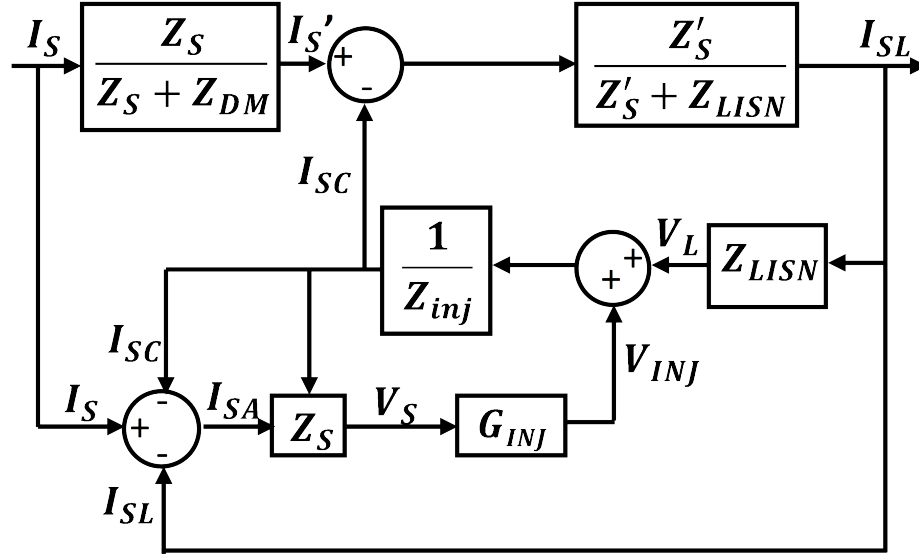 I_S
Z_S
Z_S + Z_DM
I_S’
+
-
Z′_S
Z′_S + Z_LISN
I_SL
I_SC
1
Z_inj
+
+
V_L
Z_LISN
I_SC
V_INJ
I_S
+
-
-
I_SA
Z_S
V_S
G_INJ
I_SL